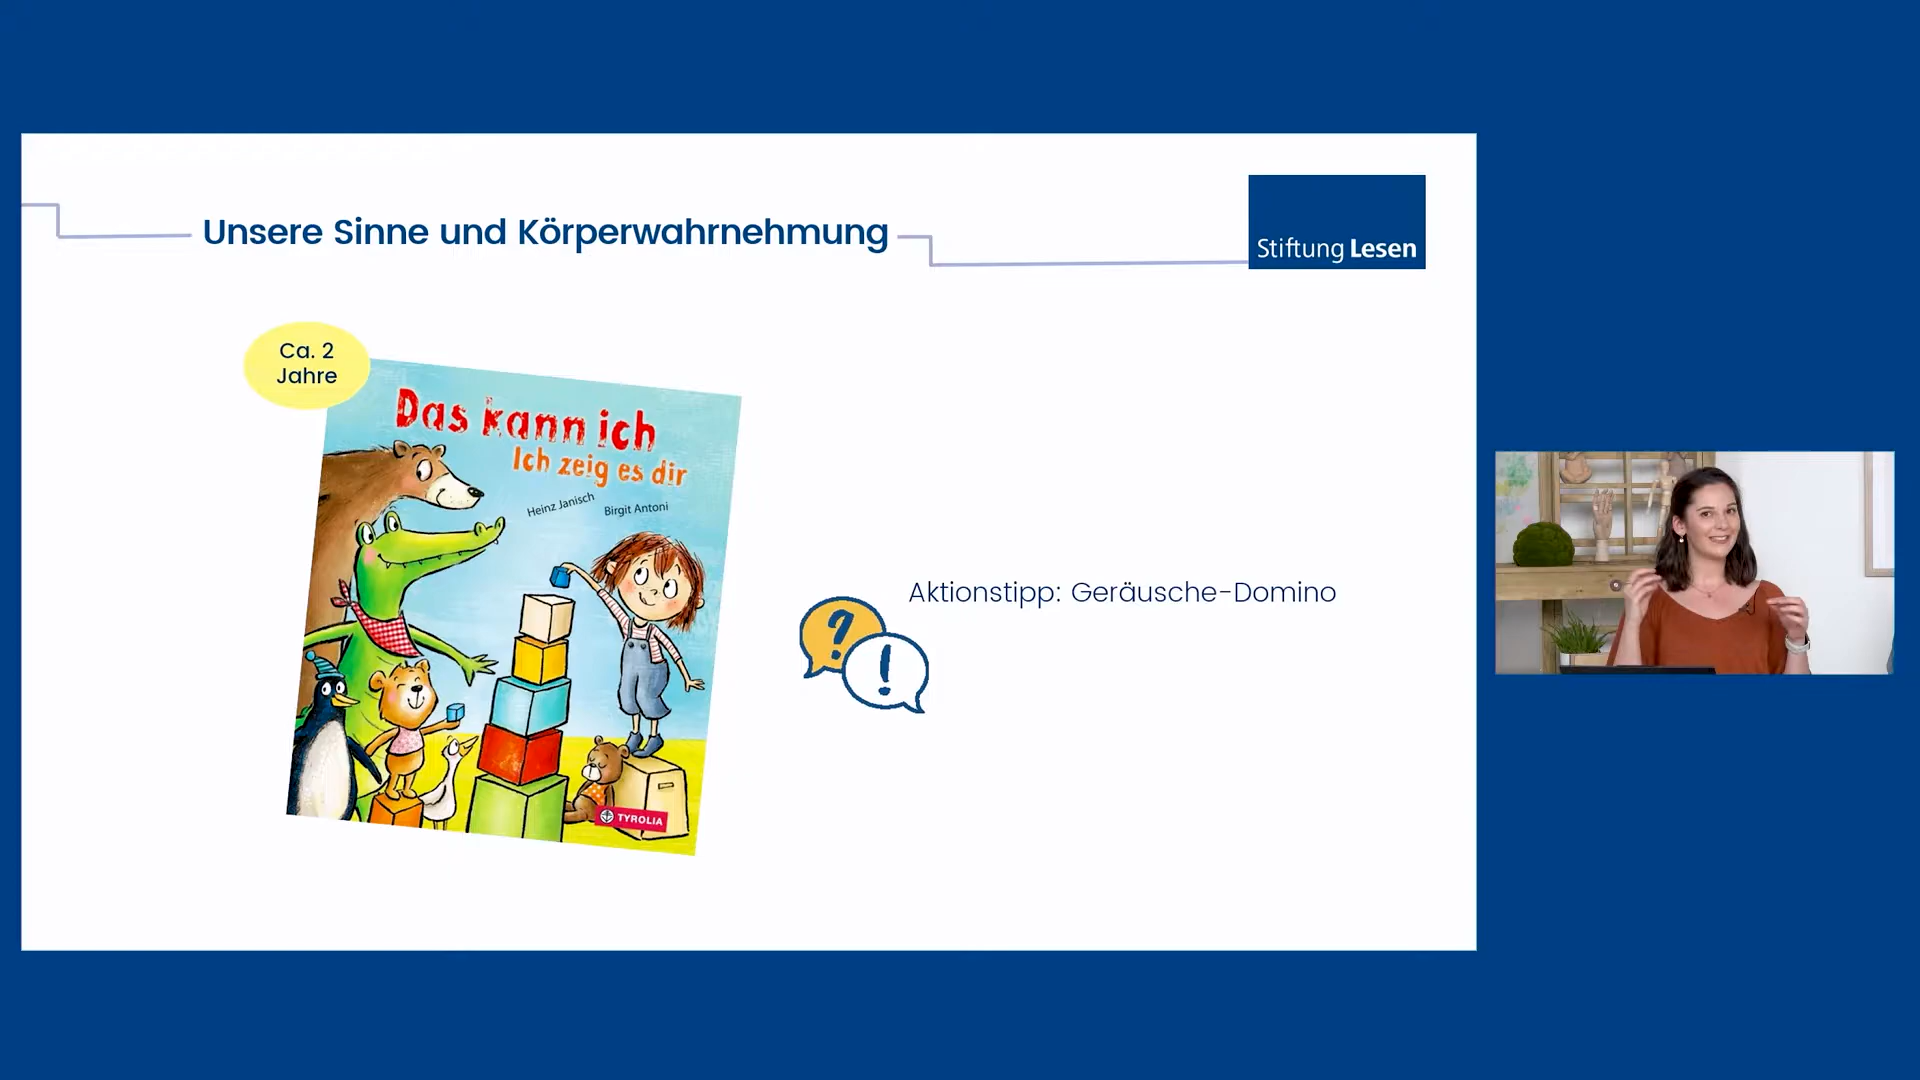 Unsere Sinne und Körperwahrnehmung
Stiftung Lesen
Ca. 2
Jahre
Das kann ich
Ich zeig es dir
Heinz Janisch
Birgit Antoni
Aktionstipp: Geräusche-Domino
?
!
TYROLIA